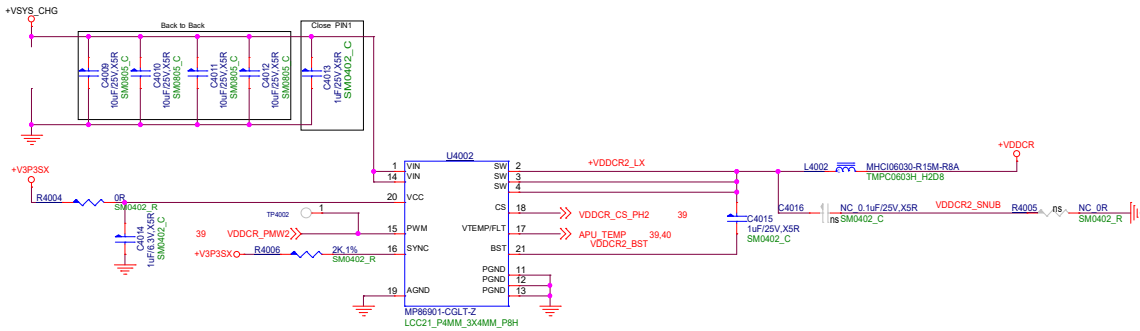 +VSYS_CHG
Back to Back
Close PIN1
C4009
10uF/25V,X5R
SM0805_C
C4010
10uF/25V,X5R
SM0805_C
C4011
10uF/25V,X5R
SM0805_C
C4012
10uF/25V,X5R
SM0805_C
C4013
1uF/25V,X5R
SM0402_C
U4002
1 VIN
14 VIN
20 VCC
15 PWM
16 SYNC
19 AGND
SW 2
SW 3
SW 4
CS 18
VTEMP/FLT 17
BST 21
PGND 11
PGND 12
PGND 13
MP86901-CGLT-Z
LCC21_P4MM_3X4MM_P8H
+V3P3SX
R4004 0R
SM0402_R
C4014
1uF/6.3V,X5R
SM0402_C
TP4002 1
39 VDDCR_PMW2
+V3P3SX R4006 2K,1%
SM0402_R
+VDDCR2_LX
VDDCR_CS_PH2 39
APU_TEMP 39,40
VDDCR2_BST
C4015
1uF/25V,X5R
SM0402_C
+VDDCR
L4002 MHCI06030-R15M-R8A
TMPC0603H_H2D8
C4016 ns NC_0.1uF/25V,X5R
SM0402_C
VDDCR2_SNUB
R4005 ns NC_0R
SM0402_R